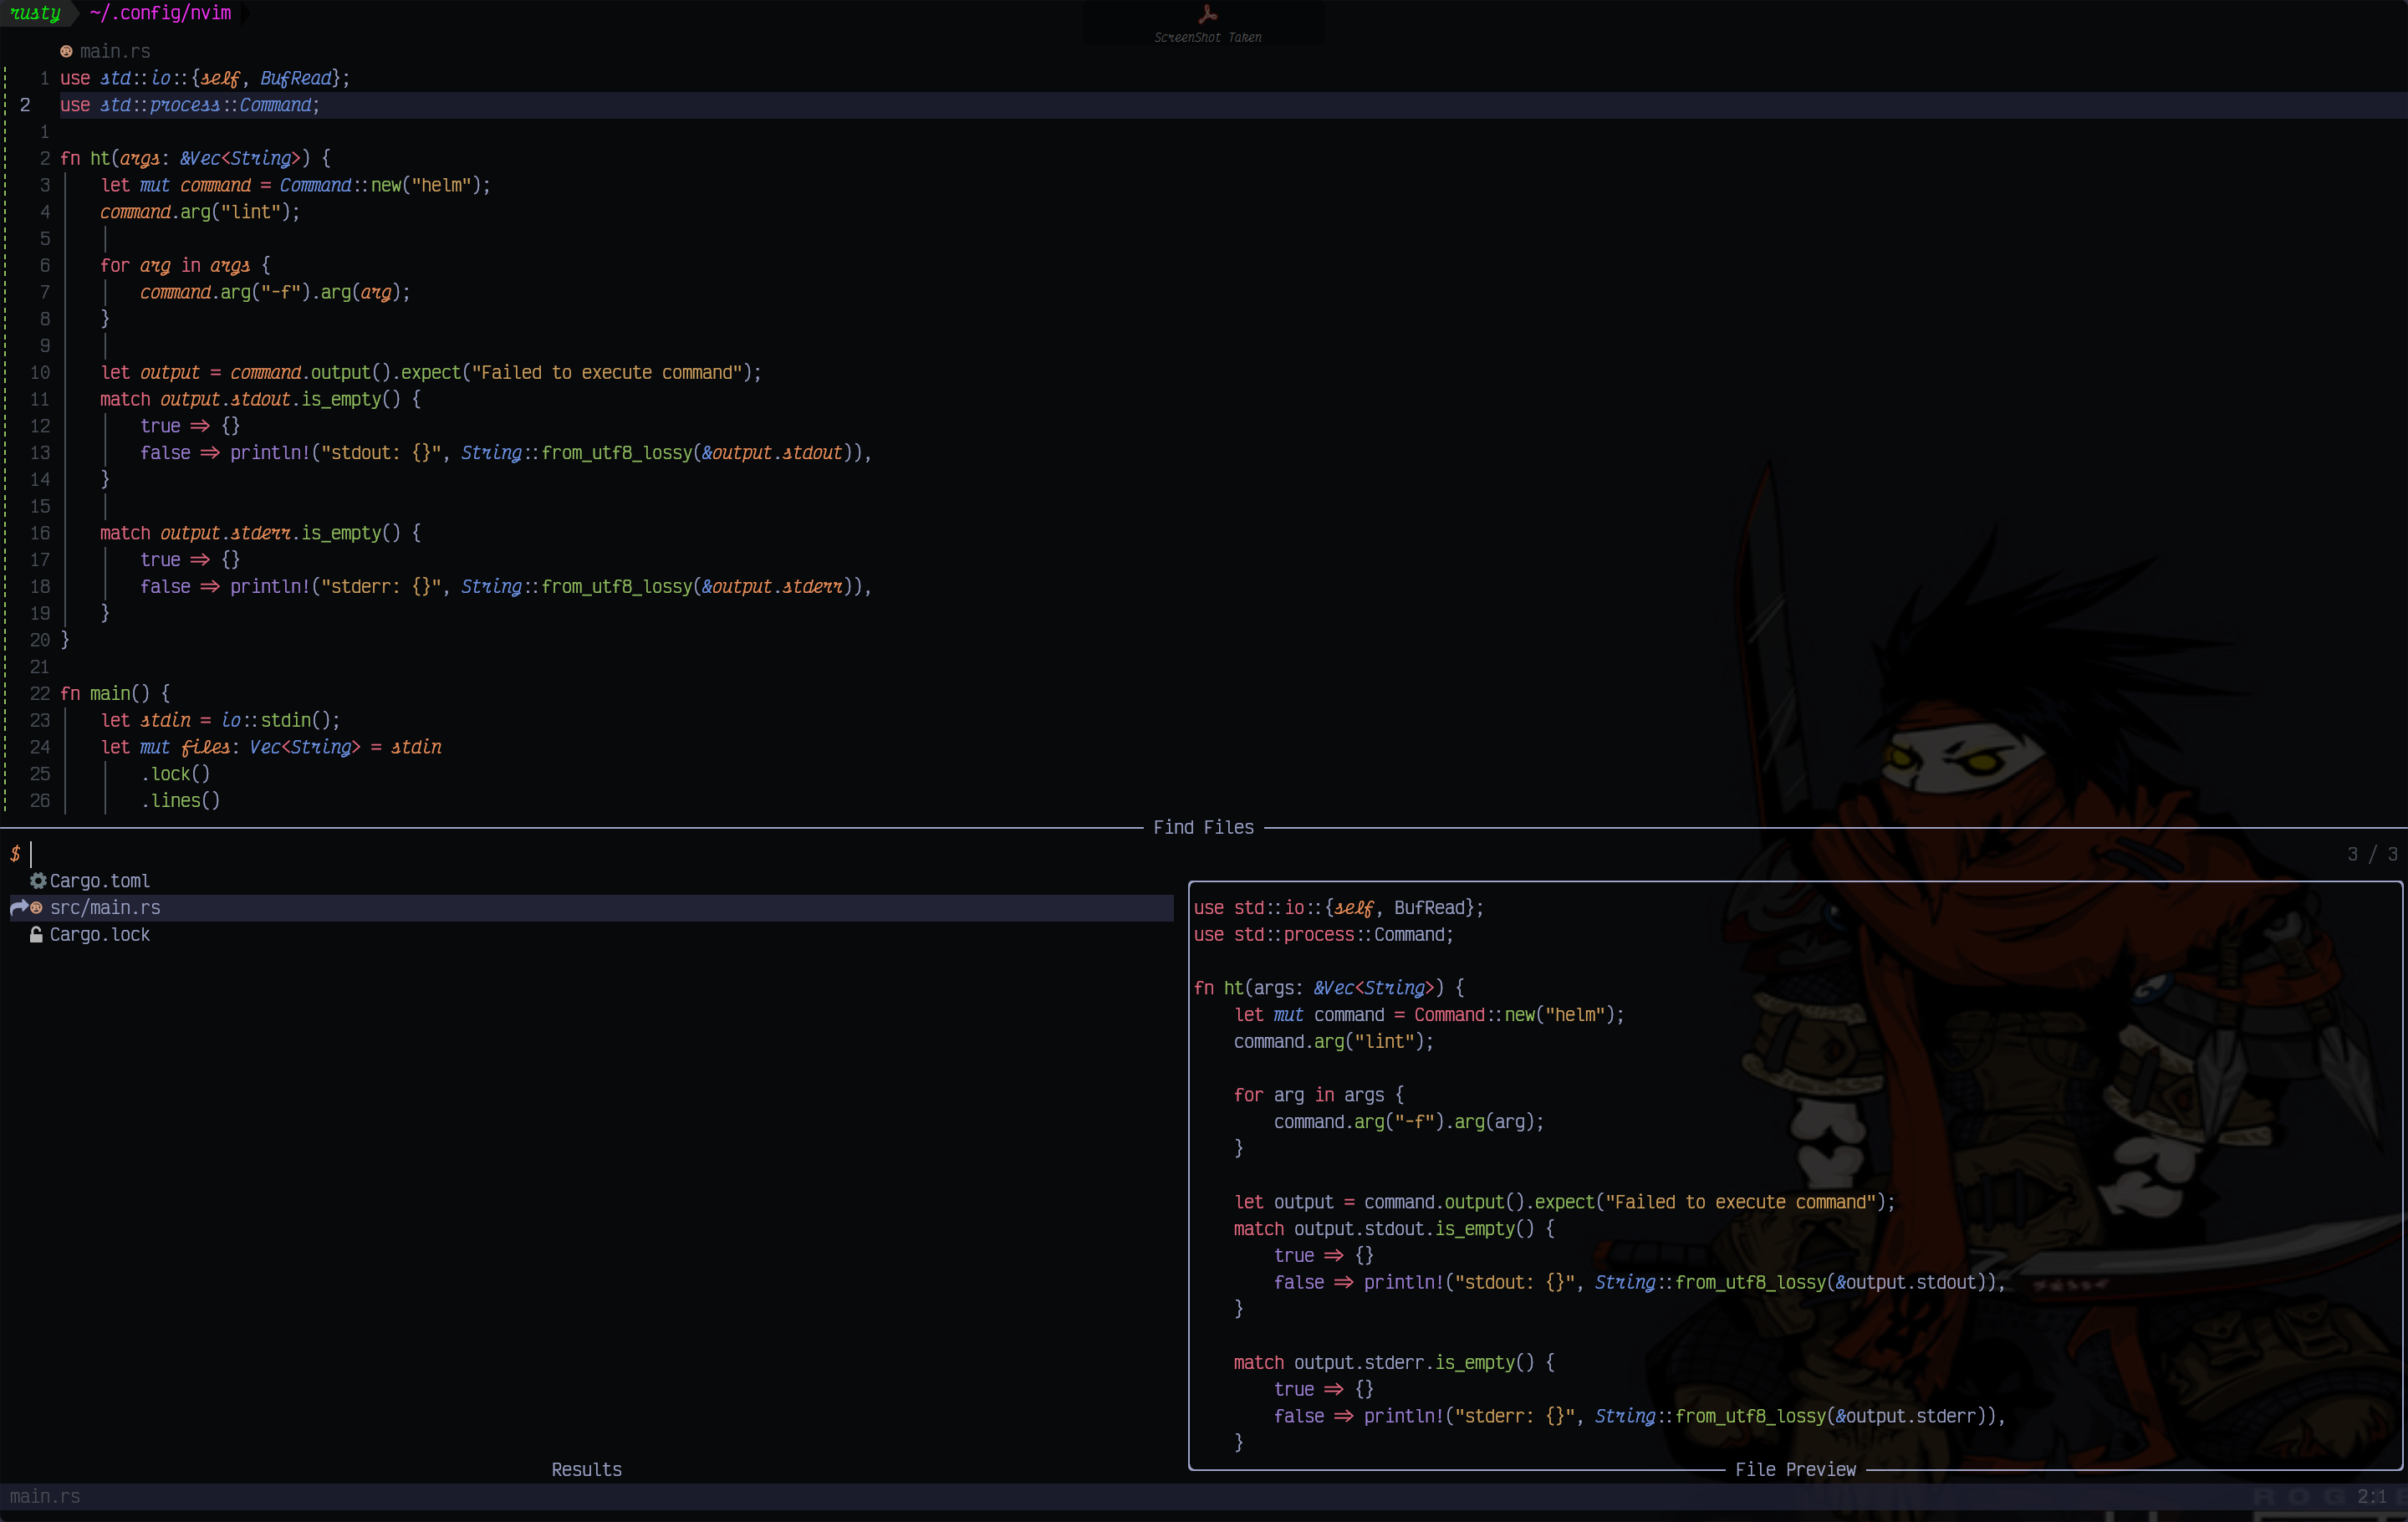 rusty ~/.config/nvim
ScreenShot Taken
main.rs
1 use std::io::{self, BufRead};
2 use std::process::Command;
1
2 fn ht(args: &Vec<String>) {
3 let mut command = Command::new("helm");
4 command.arg("lint");
5
6 for arg in args {
7 command.arg("-f").arg(arg);
8 }
9
10 let output = command.output().expect("Failed to execute command");
11 match output.stdout.is_empty() {
12 true => {}
13 false => println!("stdout: {}", String::from_utf8_lossy(&output.stdout)),
14 }
15
16 match output.stderr.is_empty() {
17 true => {}
18 false => println!("stderr: {}", String::from_utf8_lossy(&output.stderr)),
19 }
20 }
21
22 fn main() {
23 let stdin = io::stdin();
24 let mut files: Vec<String> = stdin
25 .lock()
26 .lines()
Find Files
$ 3 / 3
Cargo.toml
src/main.rs
Cargo.lock
use std::io::{self, BufRead};
use std::process::Command;
fn ht(args: &Vec<String>) {
let mut command = Command::new("helm");
command.arg("lint");
for arg in args {
command.arg("-f").arg(arg);
}
let output = command.output().expect("Failed to execute command");
match output.stdout.is_empty() {
true => {}
false => println!("stdout: {}", String::from_utf8_lossy(&output.stdout)),
}
match output.stderr.is_empty() {
true => {}
false => println!("stderr: {}", String::from_utf8_lossy(&output.stderr)),
}
Results
File Preview
main.rs 2:1